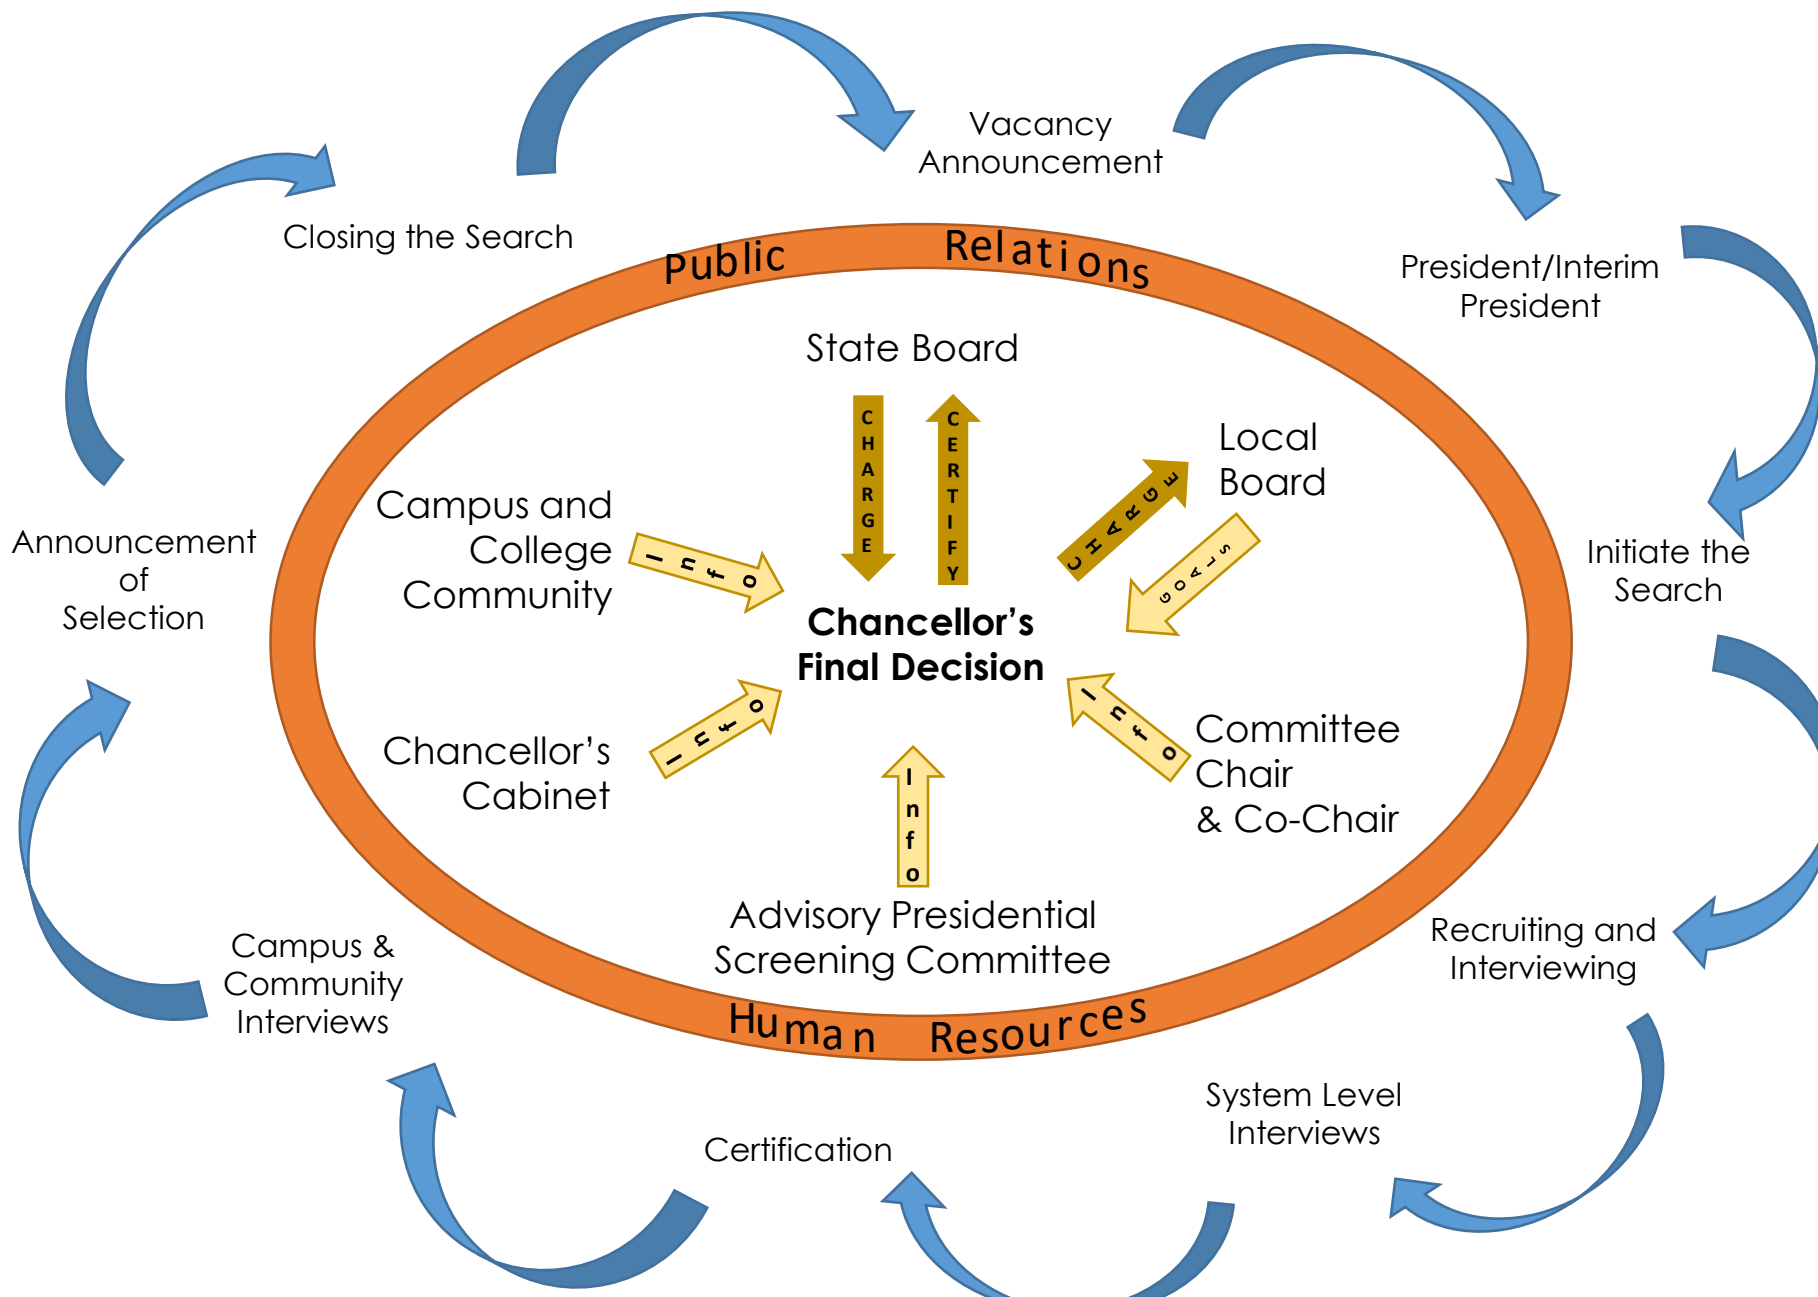 Vacancy
Announcement
President/Interim
President
Initiate the
Search
Recruiting and
Interviewing
System Level
Interviews
Certification
Campus &
Community
Interviews
Announcement
of
Selection
Closing the Search
Public Relations
State Board
CHARGE
CERTIFY
Local
Board
CHARGE
GOALS
Campus and
College
Community
Info
Chancellor's
Final Decision
Chancellor's
Cabinet
Info
Committee
Chair
& Co-Chair
Info
Info
Advisory Presidential
Screening Committee
Human Resources